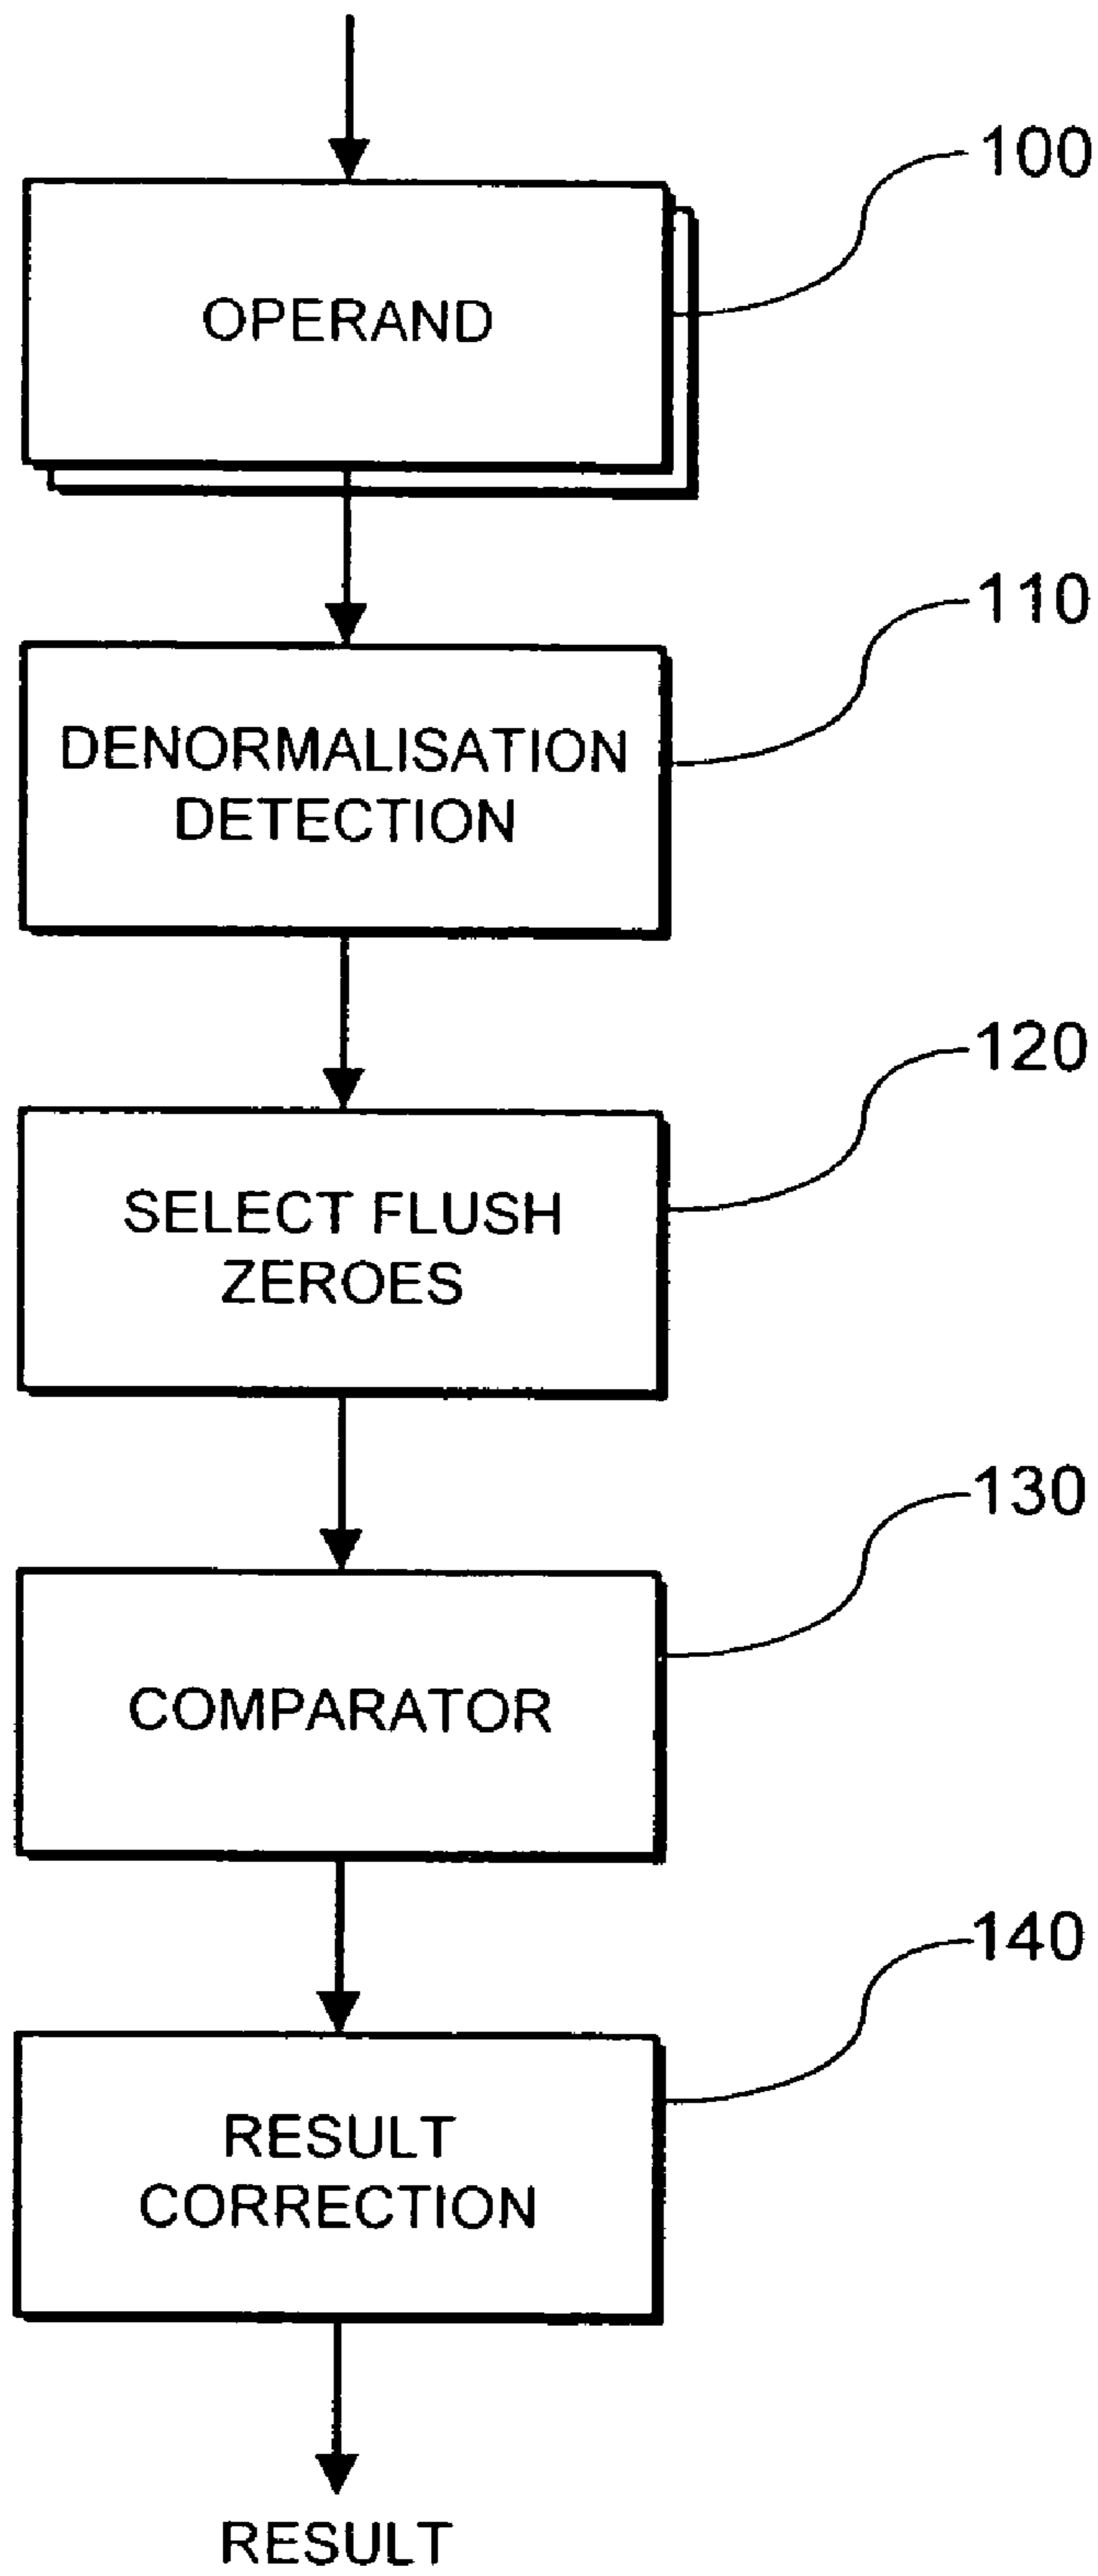 100
OPERAND
110
DENORMALISATION
DETECTION
120
SELECT FLUSH
ZEROES
130
COMPARATOR
140
RESULT
CORRECTION
RESULT